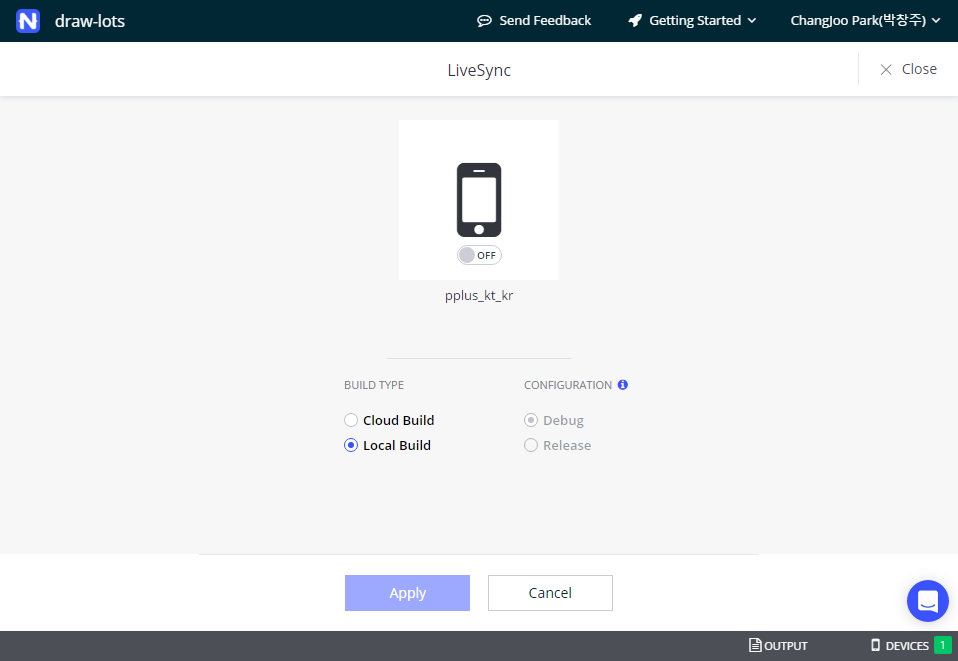 N draw-lots Send Feedback Getting Started ChangJoo Park(박창주)
LiveSync Close
OFF
pplus_kt_kr
BUILD TYPE CONFIGURATION i
Cloud Build Debug
Local Build Release
Apply Cancel
OUTPUT DEVICES 1